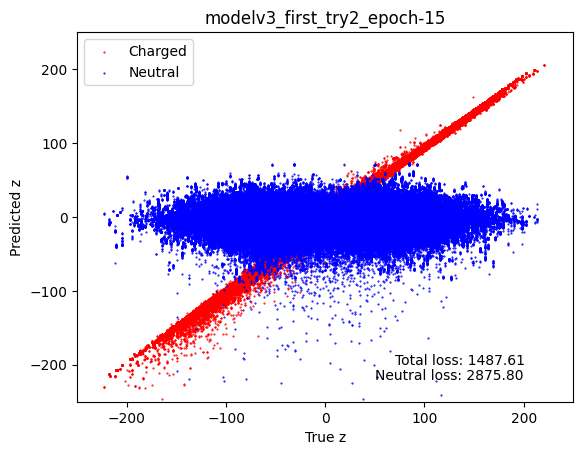 modelv3_first_try2_epoch-15
Charged
Neutral
200
100
0
−100
−200
Predicted z
Total loss: 1487.61
Neutral loss: 2875.80
−200
−100
0
100
200
True z